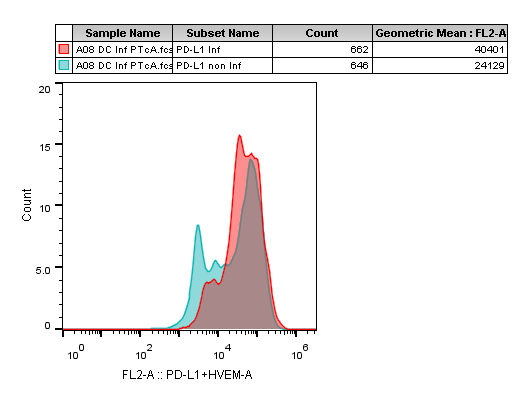 Sample Name Subset Name Count Geometric Mean : FL2-A
A08 DC Inf PTcA.fcs PD-L1 Inf 662 40401
A08 DC Inf PTcA.fcs PD-L1 non Inf 646 24129
20
15
10
5.0
0
Count
10^0 10^2 10^4 10^6
FL2-A :: PD-L1+HVEM-A